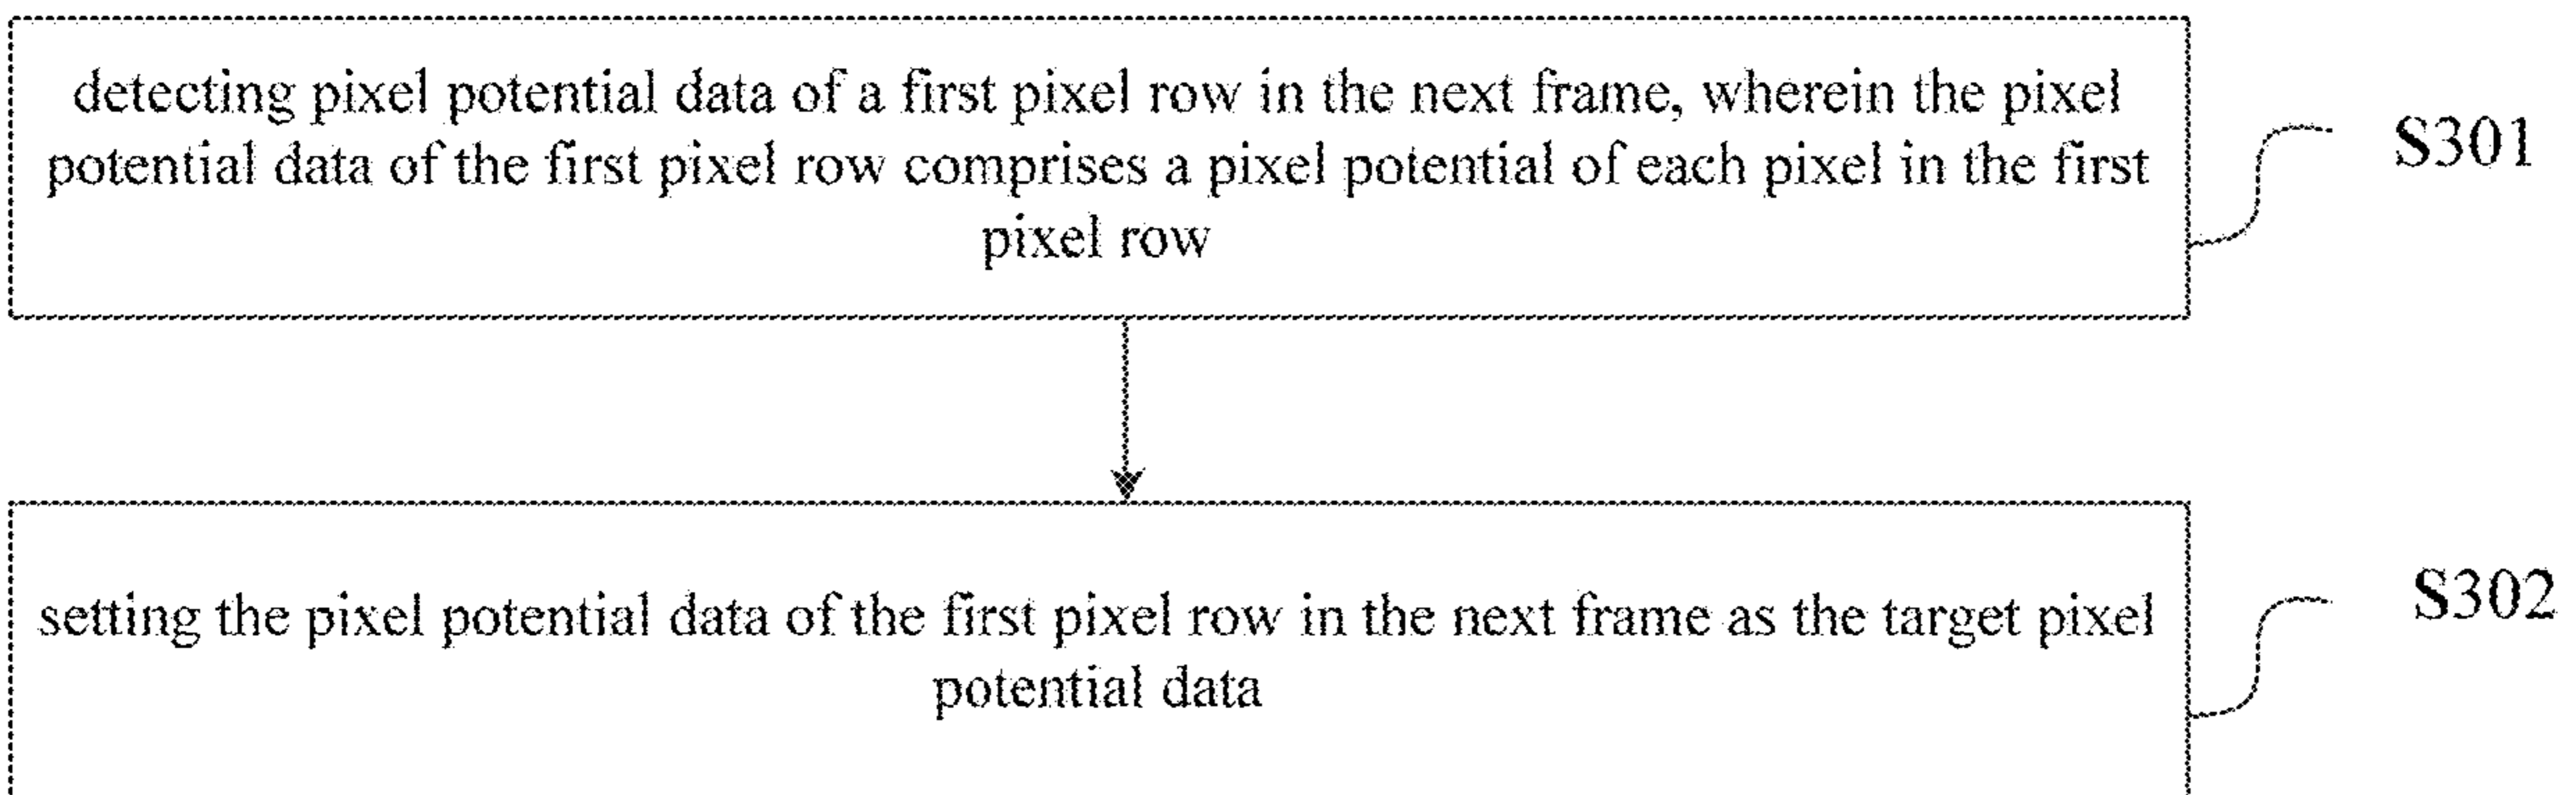 detecting pixel potential data of a first pixel row in the next frame, wherein the pixel
potential data of the first pixel row comprises a pixel potential of each pixel in the first
pixel row
S301
setting the pixel potential data of the first pixel row in the next frame as the target pixel
potential data
S302